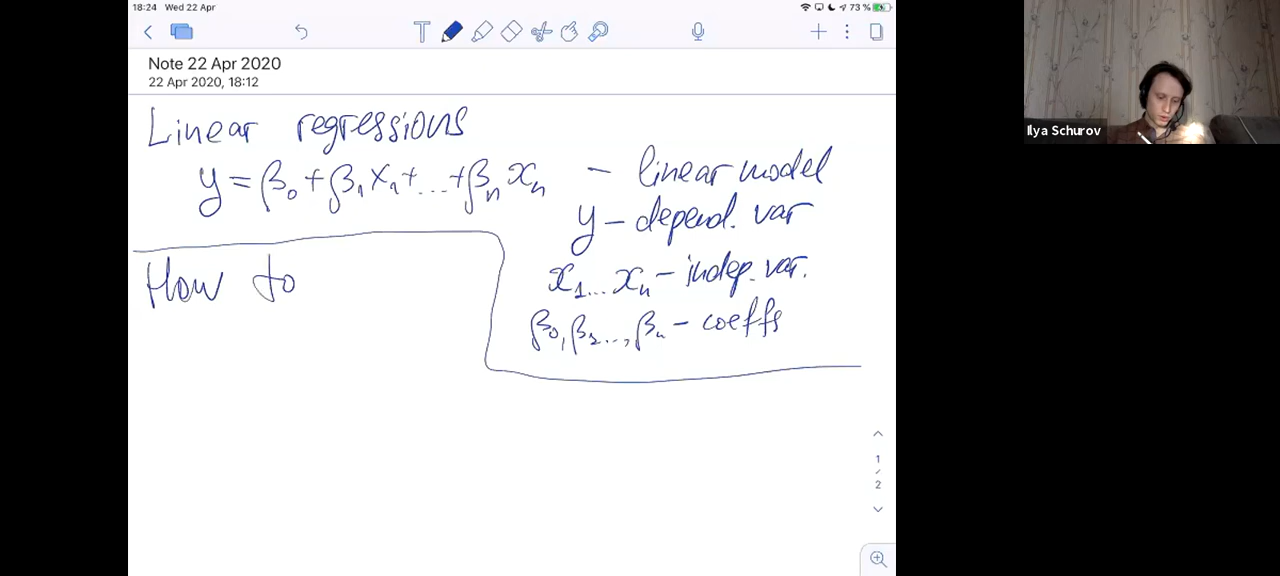 18:24 Wed 22 Apr
73 %
T
Note 22 Apr 2020
22 Apr 2020, 18:12
Linear regressions
y = β₀ + β₁x₁ + ... + βₙxₙ – linear model
y – depend. var
x₁...xₙ – indep. var.
β₀, β₁..., βₙ – coeffs
How to
1
/
2
Ilya Schurov